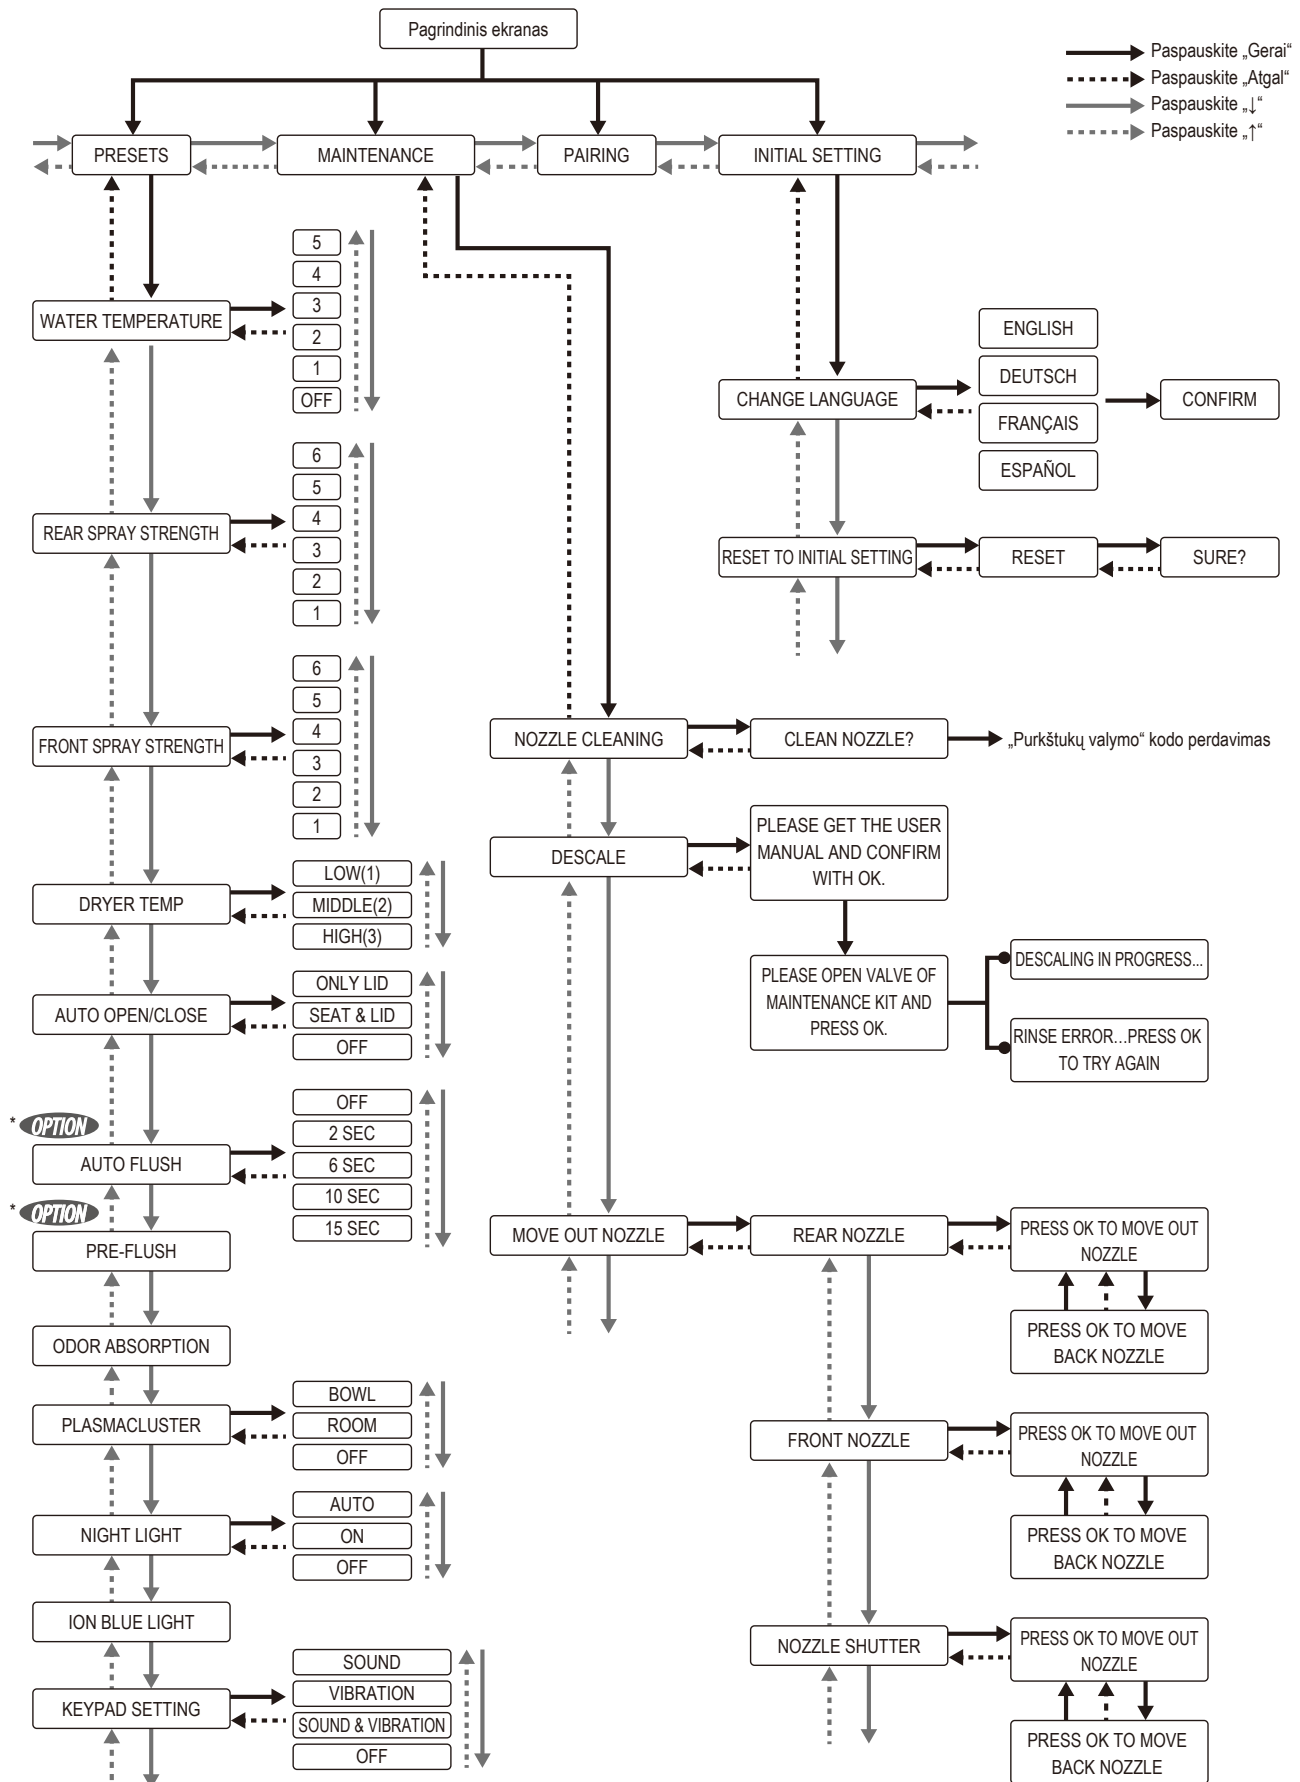 Pagrindinis ekranas
Paspauskite „Gerai“
Paspauskite „Atgal“
Paspauskite „↓“
Paspauskite „↑“
PRESETS
MAINTENANCE
PAIRING
INITIAL SETTING
WATER TEMPERATURE
5
4
3
2
1
OFF
REAR SPRAY STRENGTH
6
5
4
3
2
1
FRONT SPRAY STRENGTH
6
5
4
3
2
1
DRYER TEMP
LOW(1)
MIDDLE(2)
HIGH(3)
AUTO OPEN/CLOSE
ONLY LID
SEAT & LID
OFF
* OPTION
AUTO FLUSH
OFF
2 SEC
6 SEC
10 SEC
15 SEC
* OPTION
PRE-FLUSH
ODOR ABSORPTION
PLASMACLUSTER
BOWL
ROOM
OFF
NIGHT LIGHT
AUTO
ON
OFF
ION BLUE LIGHT
KEYPAD SETTING
SOUND
VIBRATION
SOUND & VIBRATION
OFF
NOZZLE CLEANING
CLEAN NOZZLE?
„Purkštukų valymo“ kodo perdavimas
DESCALE
PLEASE GET THE USER
MANUAL AND CONFIRM
WITH OK.
PLEASE OPEN VALVE OF
MAINTENANCE KIT AND
PRESS OK.
DESCALING IN PROGRESS...
RINSE ERROR…PRESS OK
TO TRY AGAIN
MOVE OUT NOZZLE
REAR NOZZLE
PRESS OK TO MOVE OUT
NOZZLE
PRESS OK TO MOVE
BACK NOZZLE
FRONT NOZZLE
PRESS OK TO MOVE OUT
NOZZLE
PRESS OK TO MOVE
BACK NOZZLE
NOZZLE SHUTTER
PRESS OK TO MOVE OUT
NOZZLE
PRESS OK TO MOVE
BACK NOZZLE
CHANGE LANGUAGE
ENGLISH
DEUTSCH
FRANÇAIS
ESPAÑOL
CONFIRM
RESET TO INITIAL SETTING
RESET
SURE?